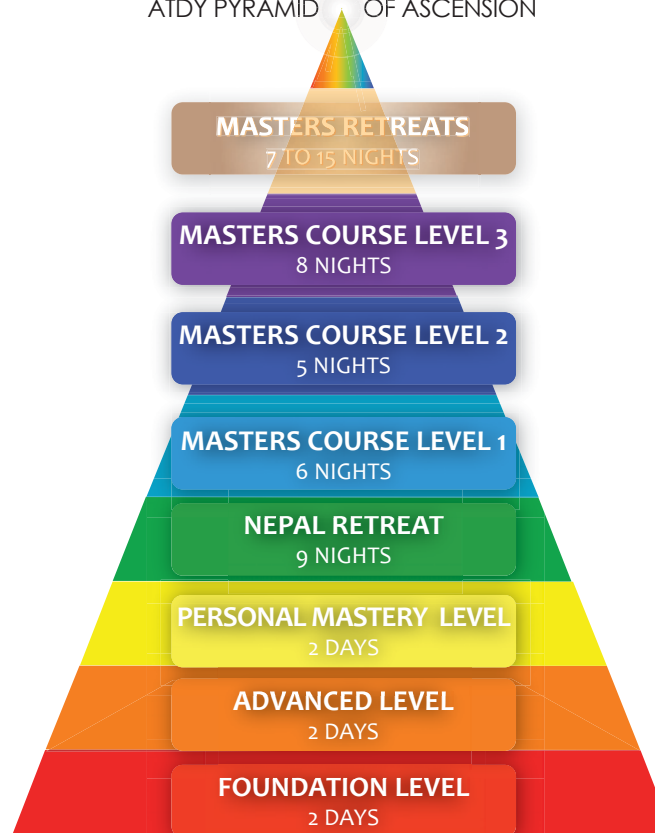 ATDY PYRAMID OF ASCENSION
MASTERS RETREATS
7 TO 15 NIGHTS
MASTERS COURSE LEVEL 3
8 NIGHTS
MASTERS COURSE LEVEL 2
5 NIGHTS
MASTERS COURSE LEVEL 1
6 NIGHTS
NEPAL RETREAT
9 NIGHTS
PERSONAL MASTERY LEVEL
2 DAYS
ADVANCED LEVEL
2 DAYS
FOUNDATION LEVEL
2 DAYS